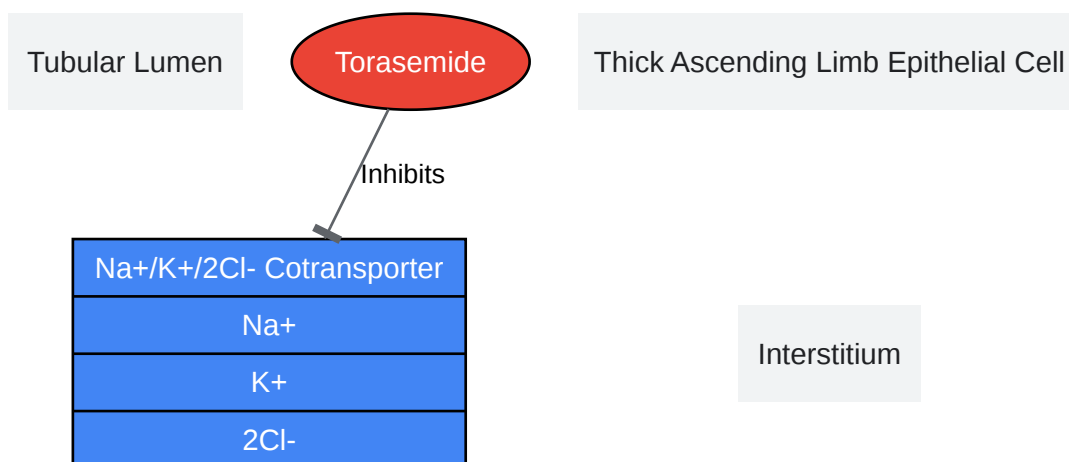 Tubular Lumen
Torasemide
Thick Ascending Limb Epithelial Cell
Inhibits
Na+/K+/2Cl- Cotransporter
Na+
K+
2Cl-
Interstitium